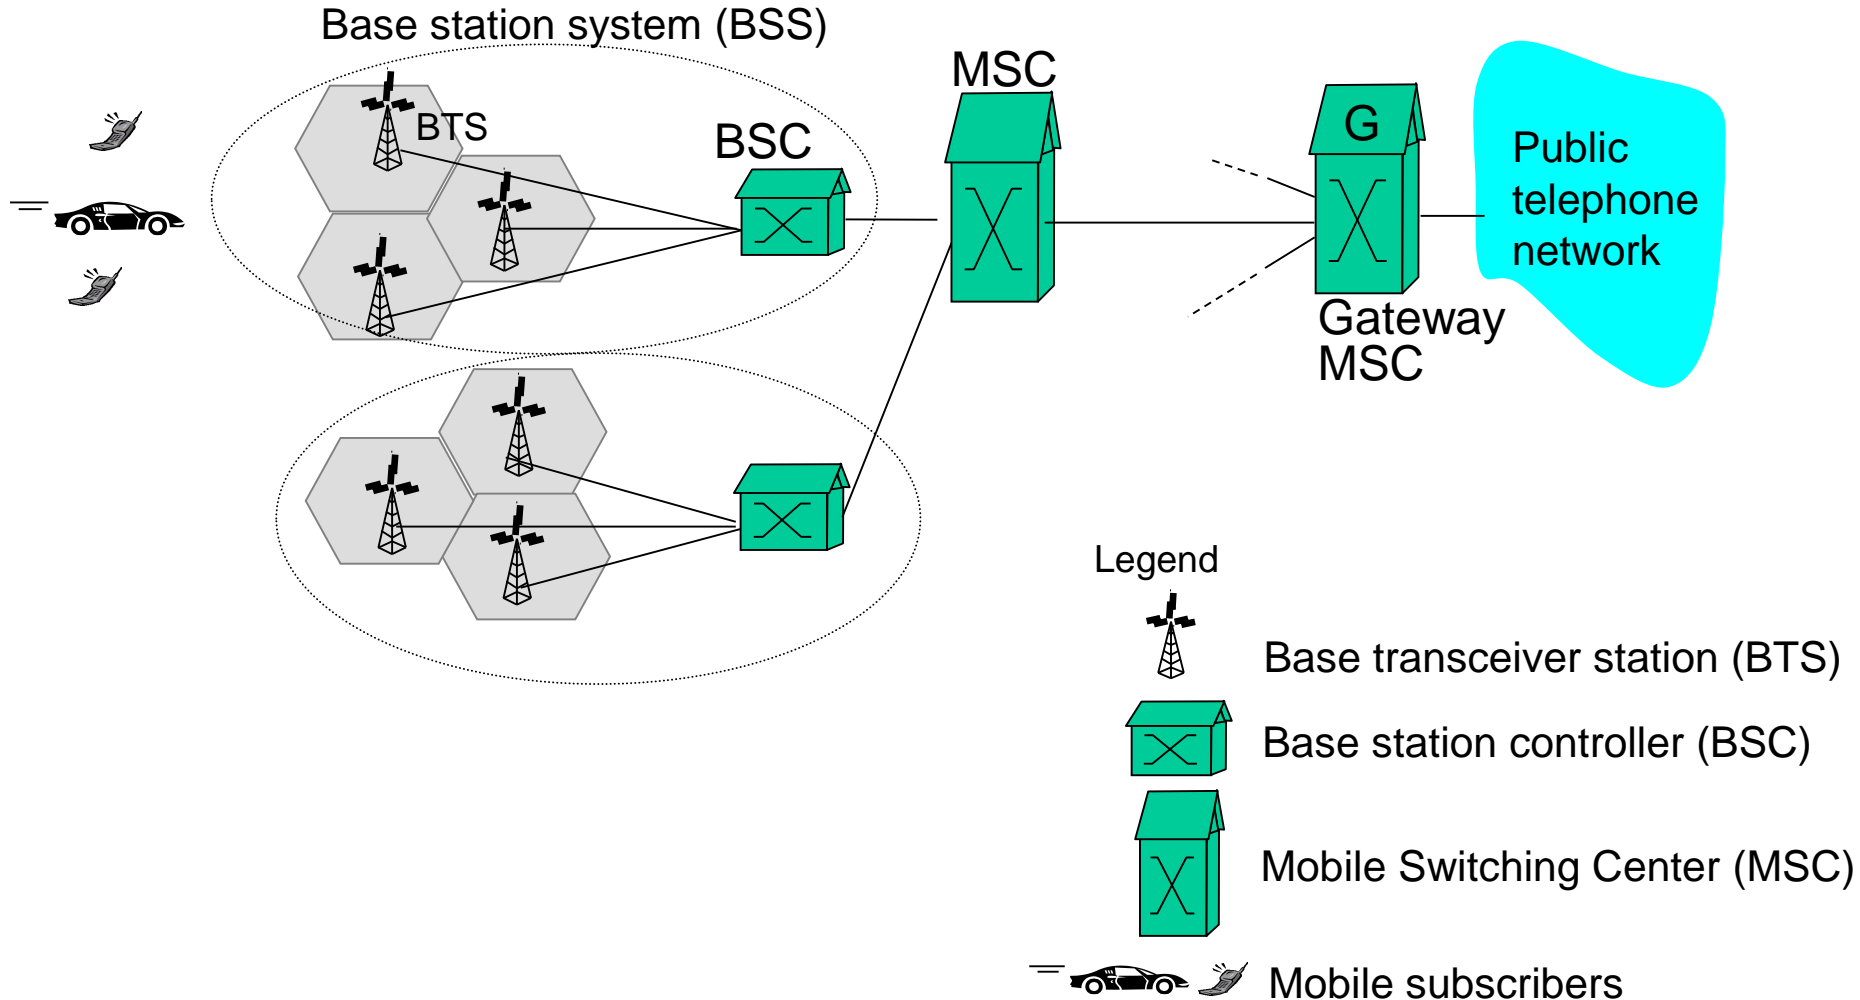 Base station system (BSS)
MSC
BTS
BSC
G
Public
telephone
network
Gateway
MSC
Legend
Base transceiver station (BTS)
Base station controller (BSC)
Mobile Switching Center (MSC)
Mobile subscribers